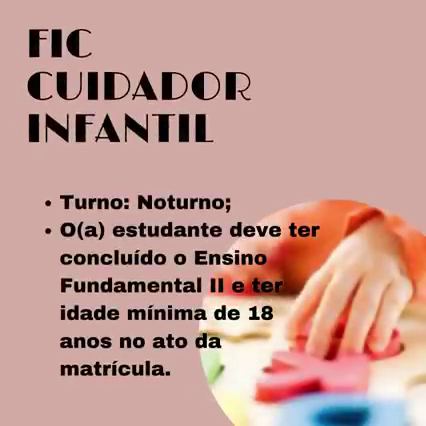 FIC
CUIDADOR
INFANTIL
• Turno: Noturno;
• O(a) estudante deve ter
concluído o Ensino
Fundamental II e ter
idade mínima de 18
anos no ato da
matrícula.